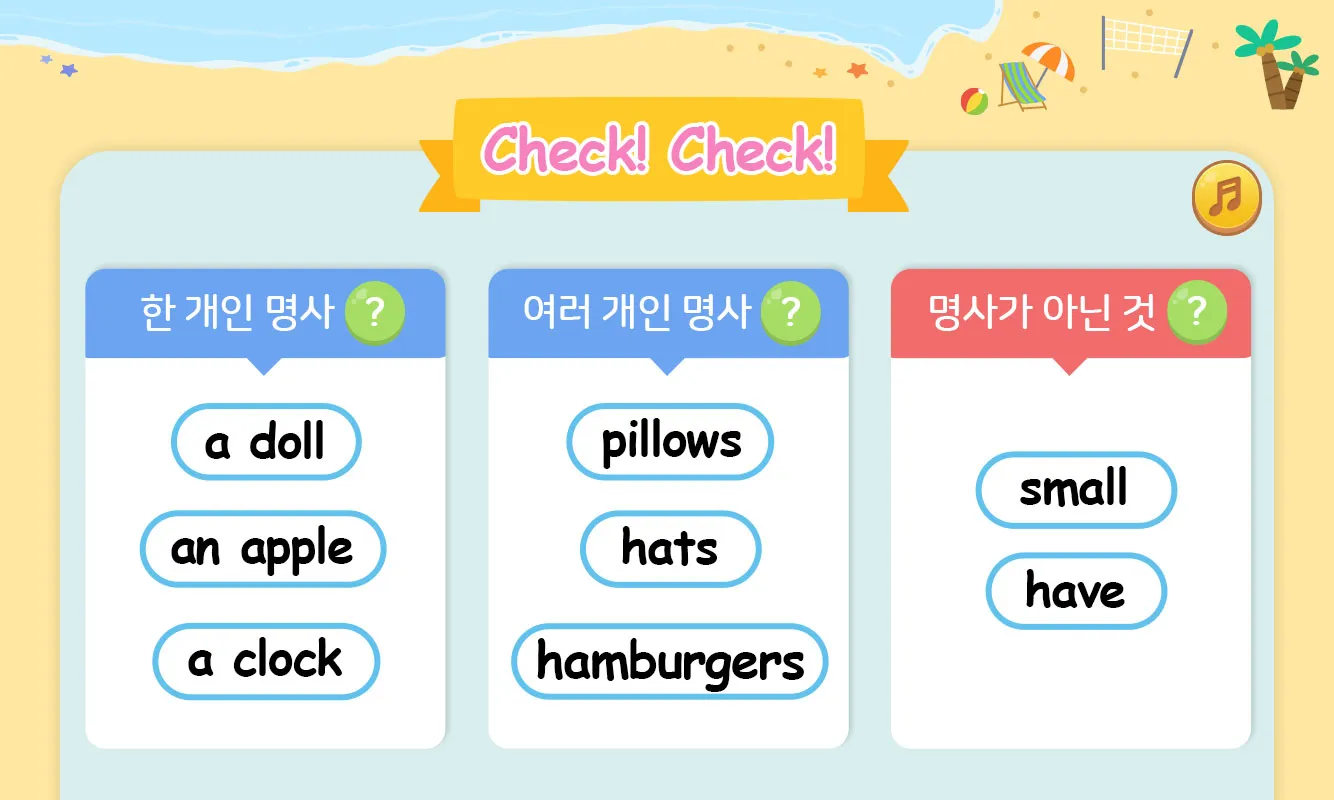 Check! Check!
한 개인 명사 ?
a doll
an apple
a clock
여러 개인 명사 ?
pillows
hats
hamburgers
명사가 아닌 것 ?
small
have